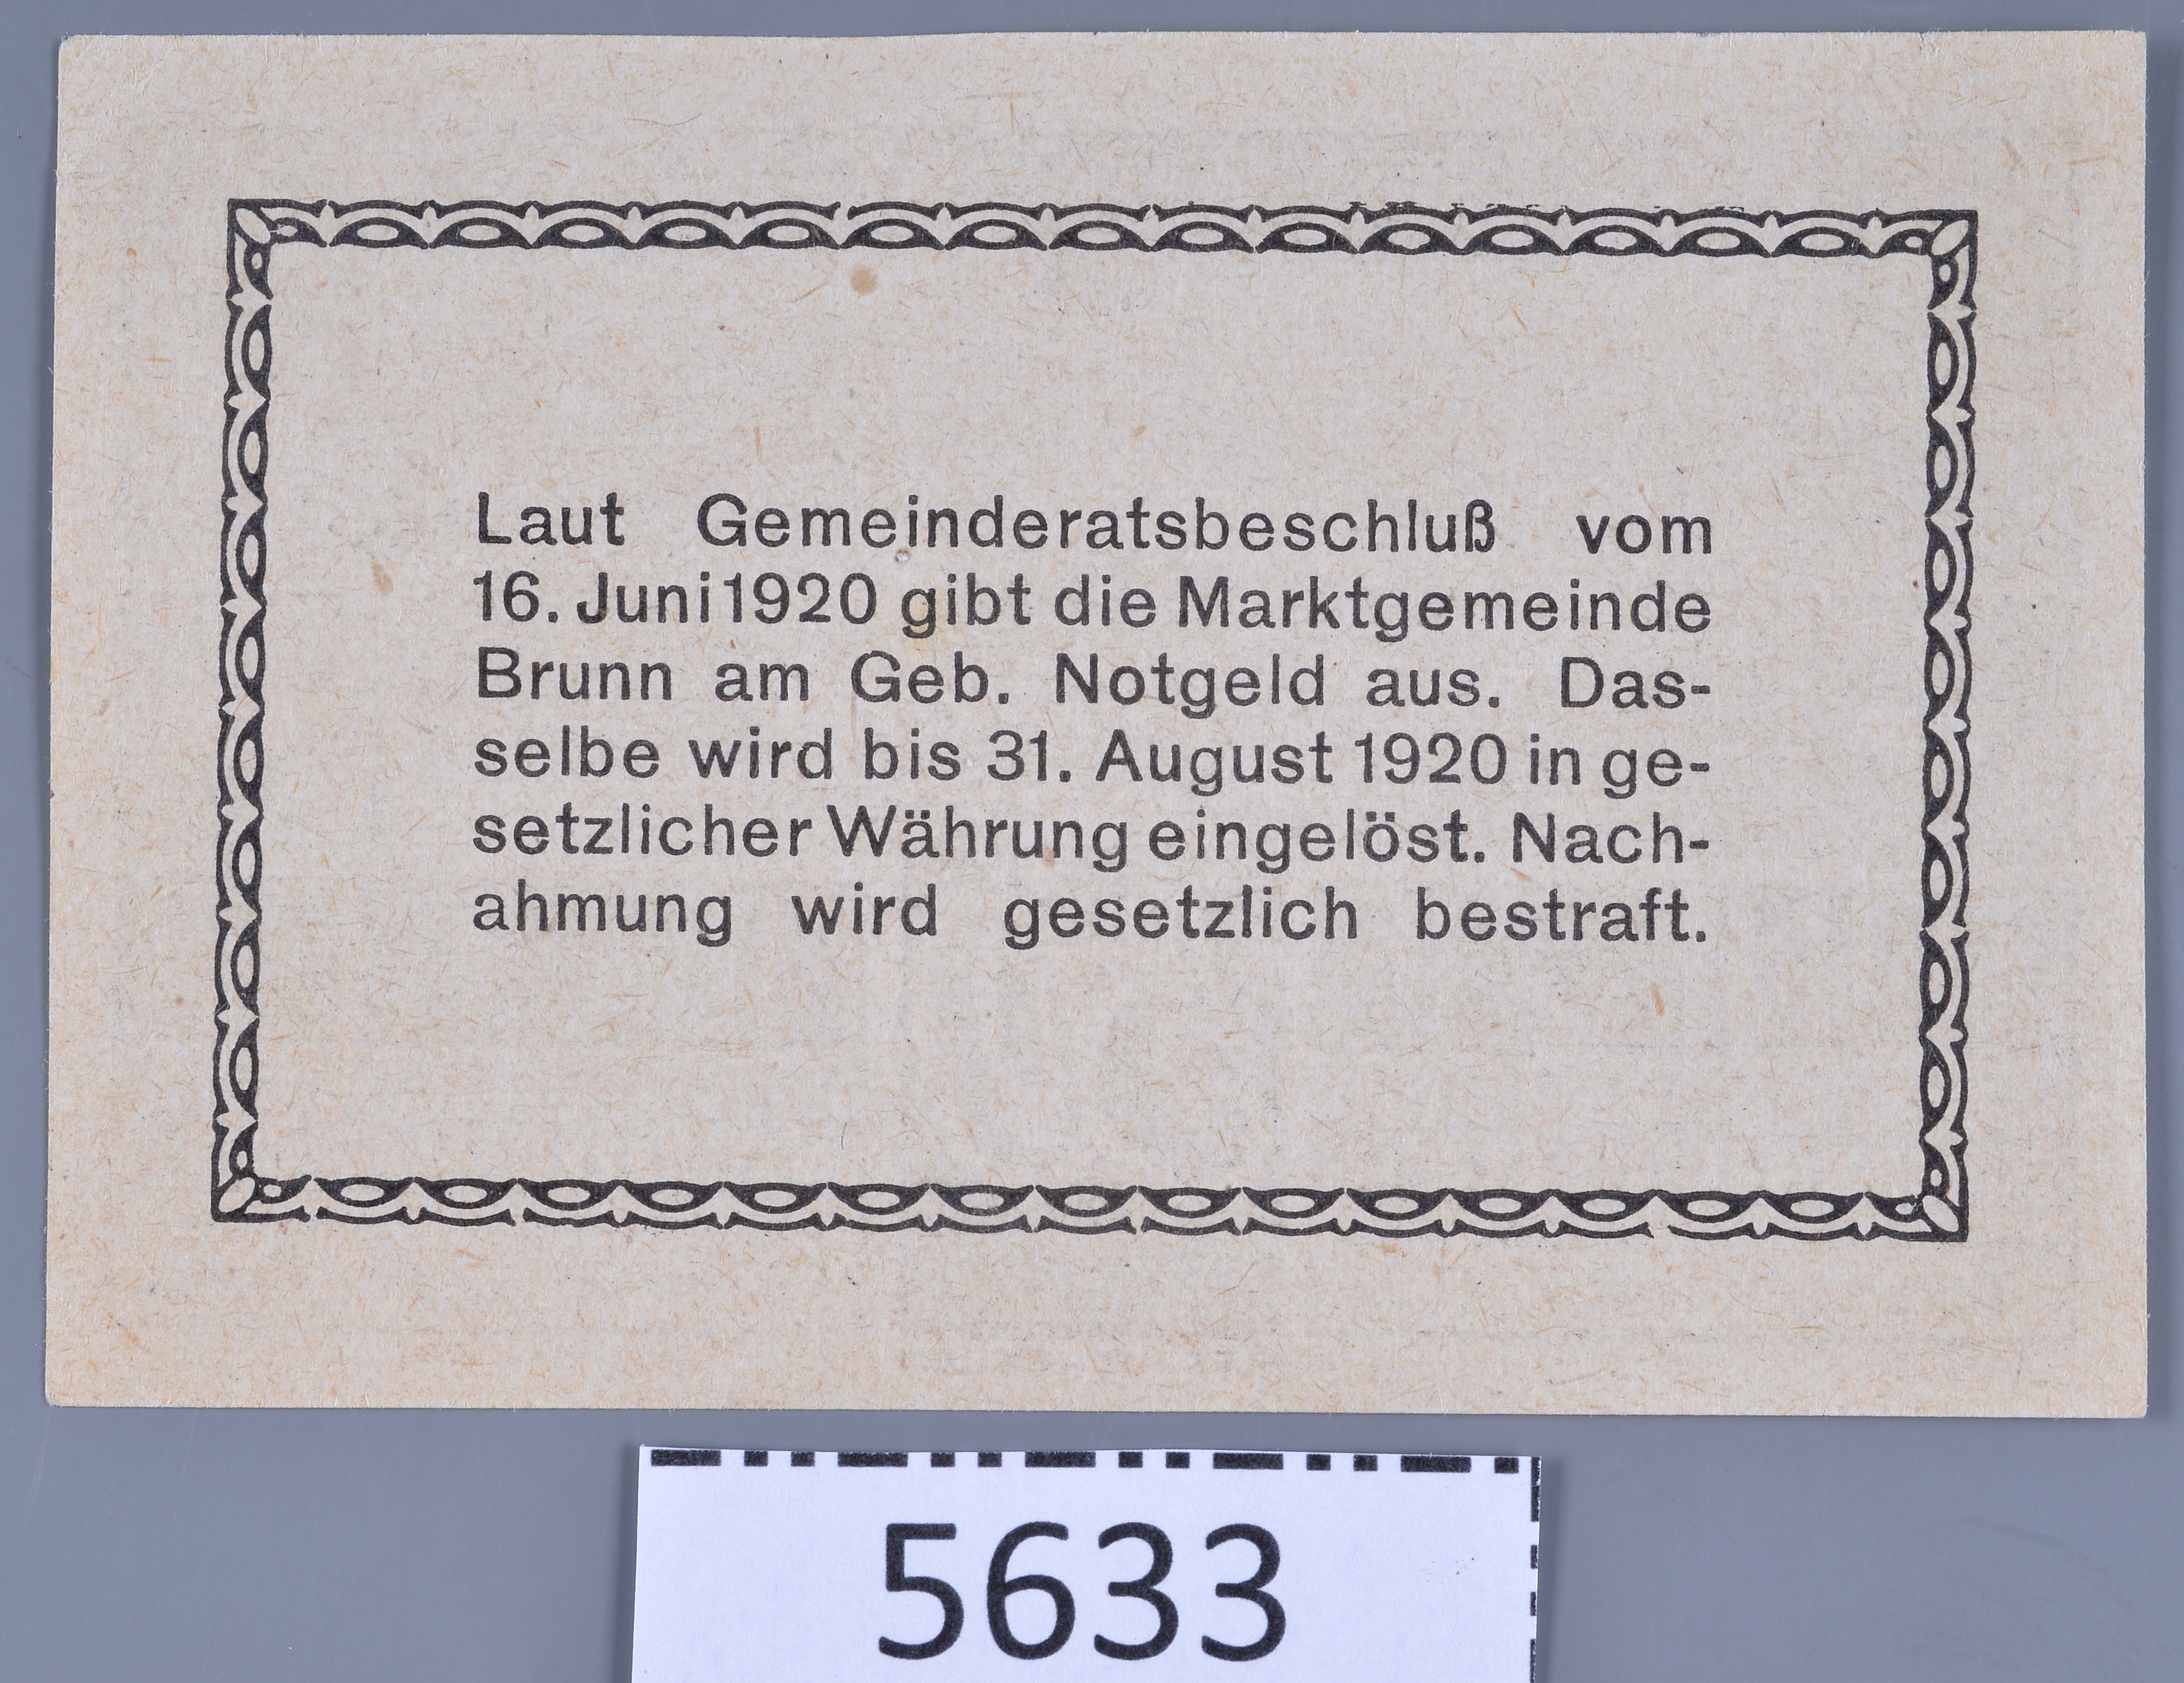 Laut Gemeinderatsbeschluß vom
16. Juni 1920 gibt die Marktgemeinde
Brunn am Geb. Notgeld aus. Das-
selbe wird bis 31. August 1920 in ge-
setzlicher Währung eingelöst. Nach-
ahmung wird gesetzlich bestraft.
5633